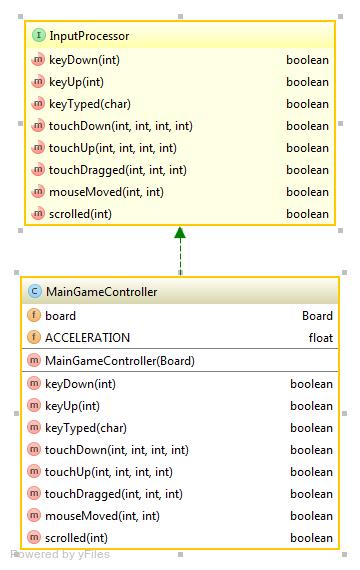 I InputProcessor
m keyDown(int) boolean
m keyUp(int) boolean
m keyTyped(char) boolean
m touchDown(int, int, int, int) boolean
m touchUp(int, int, int, int) boolean
m touchDragged(int, int, int) boolean
m mouseMoved(int, int) boolean
m scrolled(int) boolean
C MainGameController
f board Board
f ACCELERATION float
m MainGameController(Board)
m keyDown(int) boolean
m keyUp(int) boolean
m keyTyped(char) boolean
m touchDown(int, int, int, int) boolean
m touchUp(int, int, int, int) boolean
m touchDragged(int, int, int) boolean
m mouseMoved(int, int) boolean
m scrolled(int) boolean
Powered by yFiles